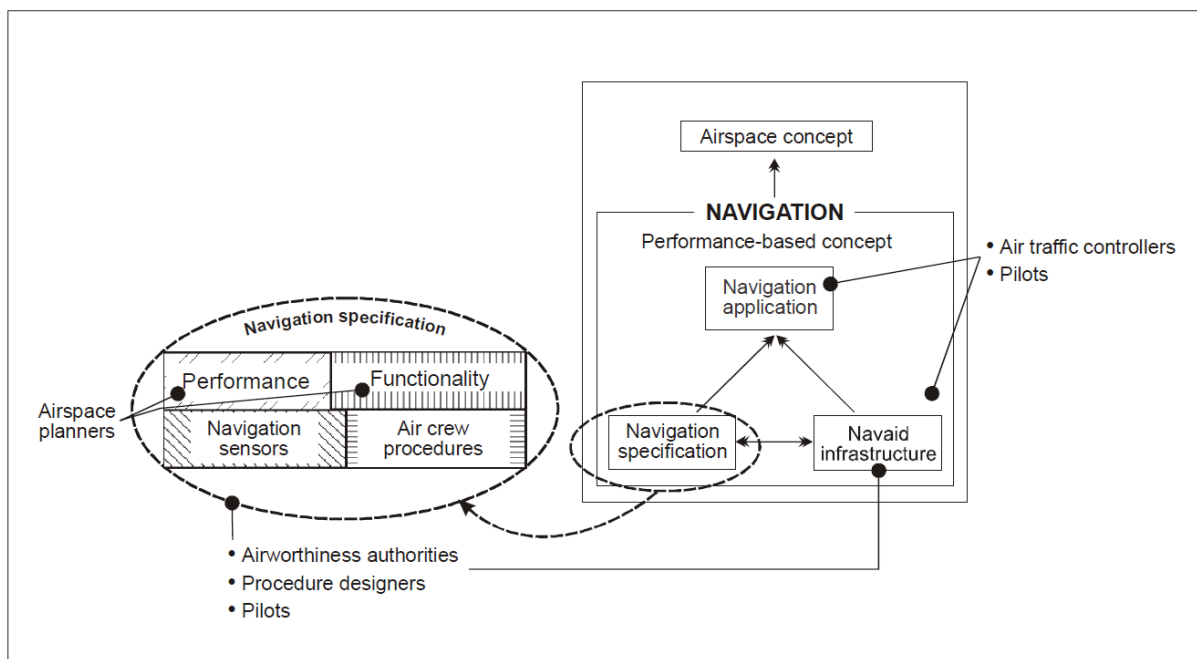 Airspace concept
NAVIGATION
Performance-based concept
Navigation
application
• Air traffic controllers
• Pilots
Navigation specification
Performance
Functionality
Navigation
sensors
Air crew
procedures
Airspace
planners
Navigation
specification
Navaid
infrastructure
• Airworthiness authorities
• Procedure designers
• Pilots